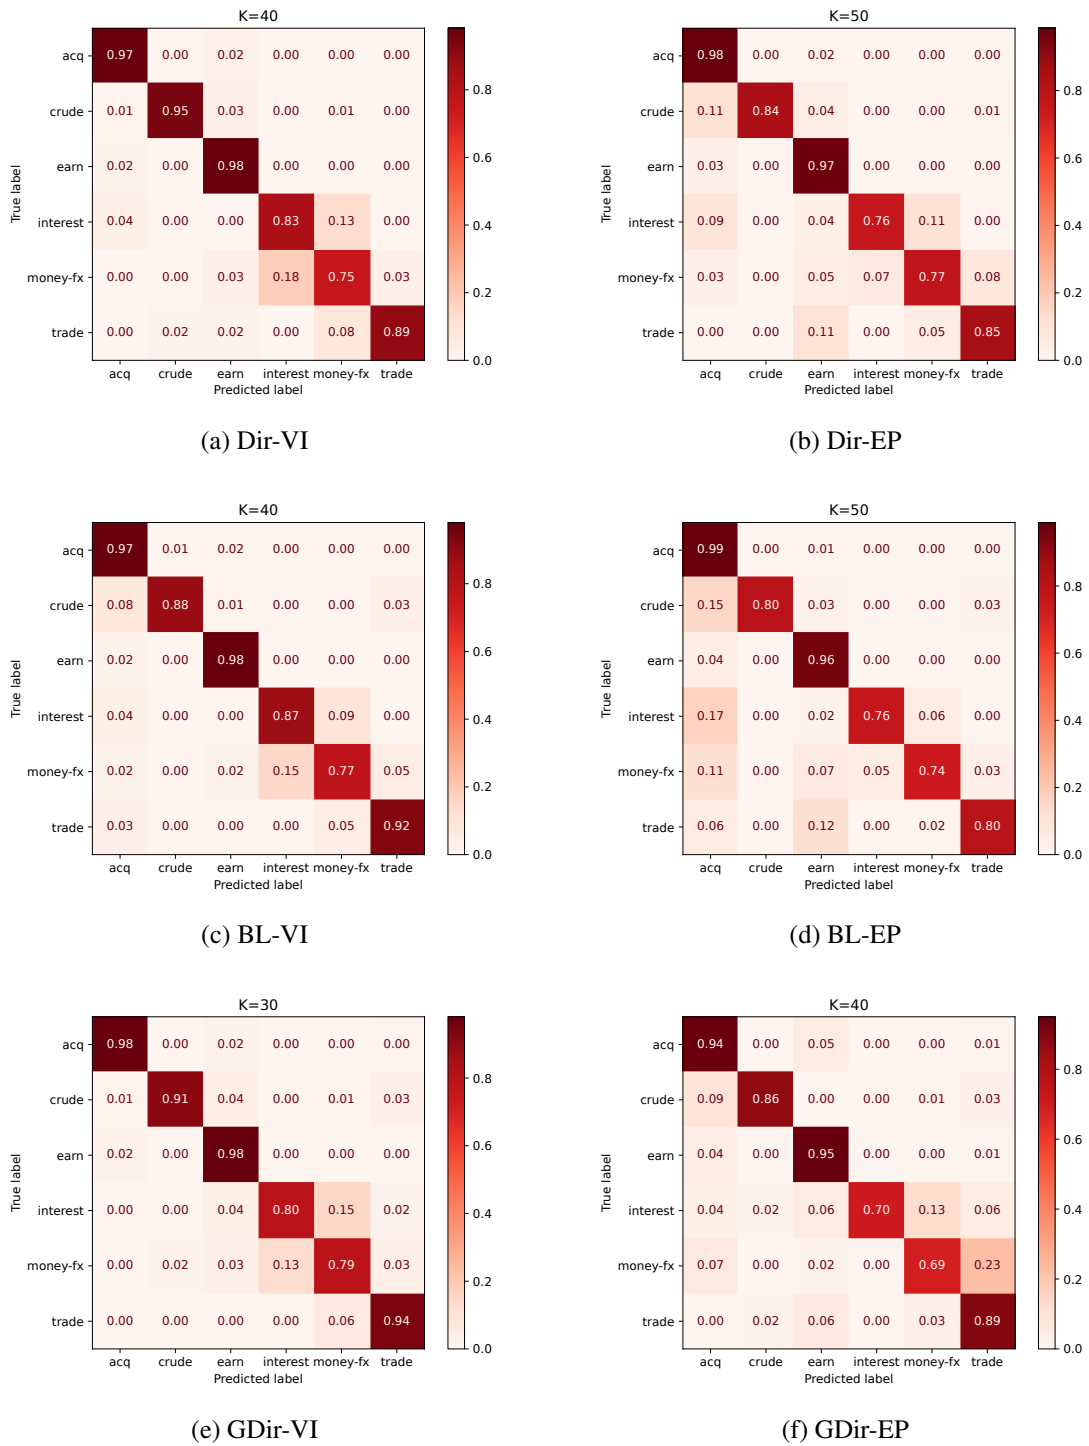 K=40
True label
acq 0.97 0.00 0.02 0.00 0.00 0.00
crude 0.01 0.95 0.03 0.00 0.01 0.00
earn 0.02 0.00 0.98 0.00 0.00 0.00
interest 0.04 0.00 0.00 0.83 0.13 0.00
money-fx 0.00 0.00 0.03 0.18 0.75 0.03
trade 0.00 0.02 0.02 0.00 0.08 0.89
acq crude earn interest money-fx trade
Predicted label
0.8
0.6
0.4
0.2
0.0
(a) Dir-VI
K=50
True label
acq 0.98 0.00 0.02 0.00 0.00 0.00
crude 0.11 0.84 0.04 0.00 0.00 0.01
earn 0.03 0.00 0.97 0.00 0.00 0.00
interest 0.09 0.00 0.04 0.76 0.11 0.00
money-fx 0.03 0.00 0.05 0.07 0.77 0.08
trade 0.00 0.00 0.11 0.00 0.05 0.85
acq crude earn interest money-fx trade
Predicted label
0.8
0.6
0.4
0.2
0.0
(b) Dir-EP
K=40
True label
acq 0.97 0.01 0.02 0.00 0.00 0.00
crude 0.08 0.88 0.01 0.00 0.00 0.03
earn 0.02 0.00 0.98 0.00 0.00 0.00
interest 0.04 0.00 0.00 0.87 0.09 0.00
money-fx 0.02 0.00 0.02 0.15 0.77 0.05
trade 0.03 0.00 0.00 0.00 0.05 0.92
acq crude earn interest money-fx trade
Predicted label
0.8
0.6
0.4
0.2
0.0
(c) BL-VI
K=50
True label
acq 0.99 0.00 0.01 0.00 0.00 0.00
crude 0.15 0.80 0.03 0.00 0.00 0.03
earn 0.04 0.00 0.96 0.00 0.00 0.00
interest 0.17 0.00 0.02 0.76 0.06 0.00
money-fx 0.11 0.00 0.07 0.05 0.74 0.03
trade 0.06 0.00 0.12 0.00 0.02 0.80
acq crude earn interest money-fx trade
Predicted label
0.8
0.6
0.4
0.2
0.0
(d) BL-EP
K=30
True label
acq 0.98 0.00 0.02 0.00 0.00 0.00
crude 0.01 0.91 0.04 0.00 0.01 0.03
earn 0.02 0.00 0.98 0.00 0.00 0.00
interest 0.00 0.00 0.04 0.80 0.15 0.02
money-fx 0.00 0.02 0.03 0.13 0.79 0.03
trade 0.00 0.00 0.00 0.00 0.06 0.94
acq crude earn interest money-fx trade
Predicted label
0.8
0.6
0.4
0.2
0.0
(e) GDir-VI
K=40
True label
acq 0.94 0.00 0.05 0.00 0.00 0.01
crude 0.09 0.86 0.00 0.00 0.01 0.03
earn 0.04 0.00 0.95 0.00 0.00 0.01
interest 0.04 0.02 0.06 0.70 0.13 0.06
money-fx 0.07 0.00 0.02 0.00 0.69 0.23
trade 0.00 0.02 0.06 0.00 0.03 0.89
acq crude earn interest money-fx trade
Predicted label
0.8
0.6
0.4
0.2
0.0
(f) GDir-EP